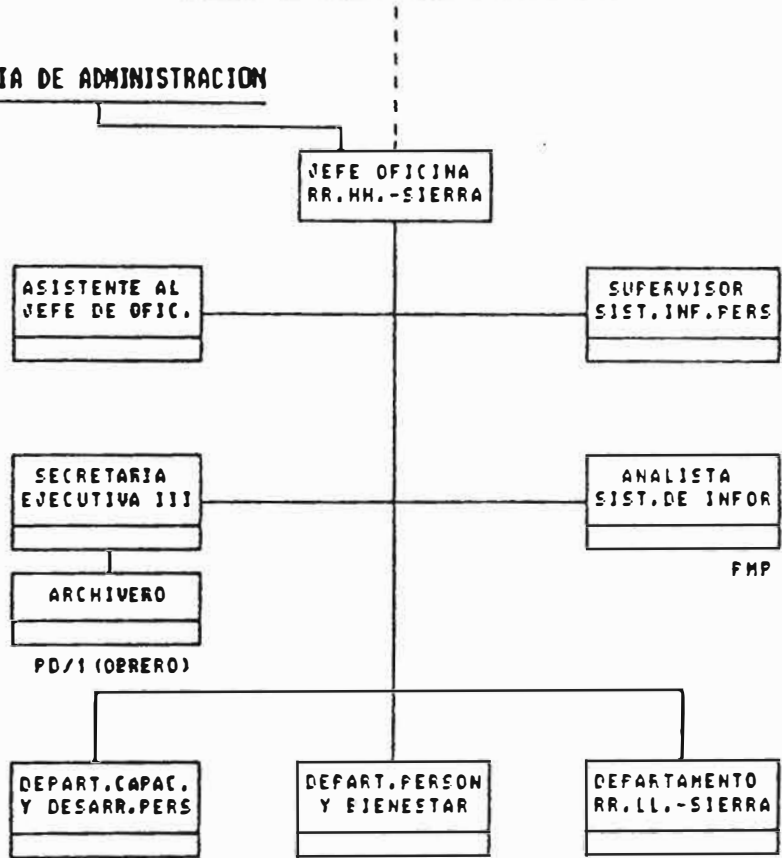 IA DE ADMINISTRACION
JEFE OFICINA
RR.HH.-SIERRA
ASISTENTE AL
JEFE DE OFIC.
SUPERVISOR
SIST.INF.PERS
SECRETARIA
EJECUTIVA III
ANALISTA
SIST.DE INFOR
FMP
ARCHIVERO
PD/1 (OBRERO)
DEPART.CAPAC.
Y DESARR.PERS
DEPART.PERSON
Y BIENESTAR
DEPARTAMENTO
RR.LL.-SIERRA